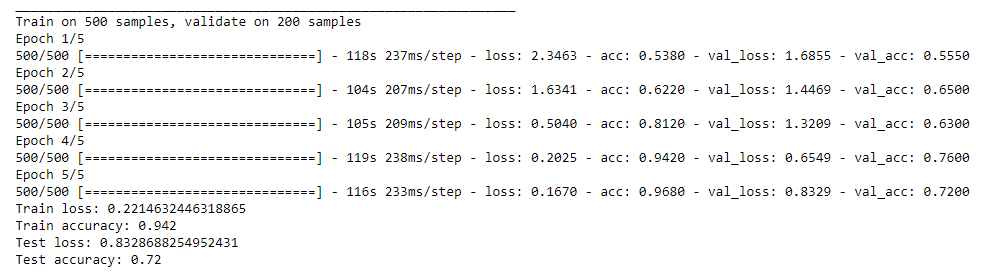 Train on 500 samples, validate on 200 samples
Epoch 1/5
500/500 [==============================] - 118s 237ms/step - loss: 2.3463 - acc: 0.5380 - val_loss: 1.6855 - val_acc: 0.5550
Epoch 2/5
500/500 [==============================] - 104s 207ms/step - loss: 1.6341 - acc: 0.6220 - val_loss: 1.4469 - val_acc: 0.6500
Epoch 3/5
500/500 [==============================] - 105s 209ms/step - loss: 0.5040 - acc: 0.8120 - val_loss: 1.3209 - val_acc: 0.6300
Epoch 4/5
500/500 [==============================] - 119s 238ms/step - loss: 0.2025 - acc: 0.9420 - val_loss: 0.6549 - val_acc: 0.7600
Epoch 5/5
500/500 [==============================] - 116s 233ms/step - loss: 0.1670 - acc: 0.9680 - val_loss: 0.8329 - val_acc: 0.7200
Train loss: 0.2214632446318865
Train accuracy: 0.942
Test loss: 0.8328688254952431
Test accuracy: 0.72